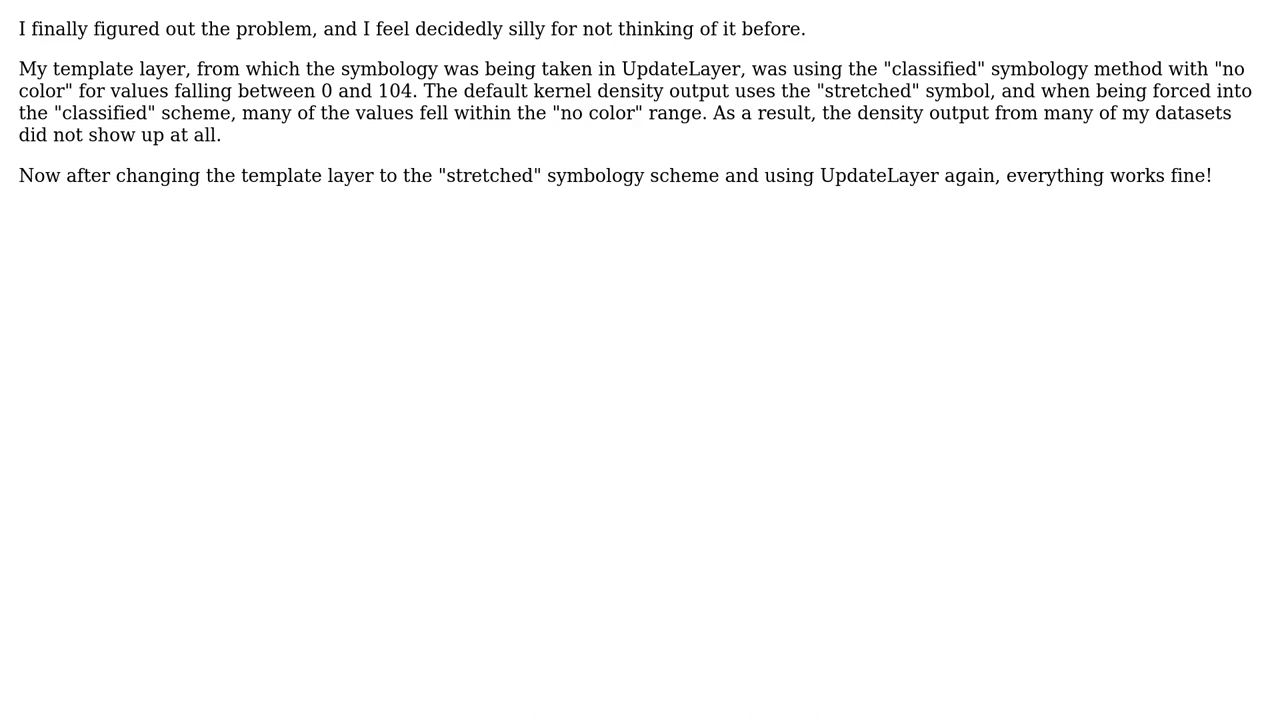 I finally figured out the problem, and I feel decidedly silly for not thinking of it before.
My template layer, from which the symbology was being taken in UpdateLayer, was using the "classified" symbology method with "no
color" for values falling between 0 and 104. The default kernel density output uses the "stretched" symbol, and when being forced into
the "classified" scheme, many of the values fell within the "no color" range. As a result, the density output from many of my datasets
did not show up at all.
Now after changing the template layer to the "stretched" symbology scheme and using UpdateLayer again, everything works fine!